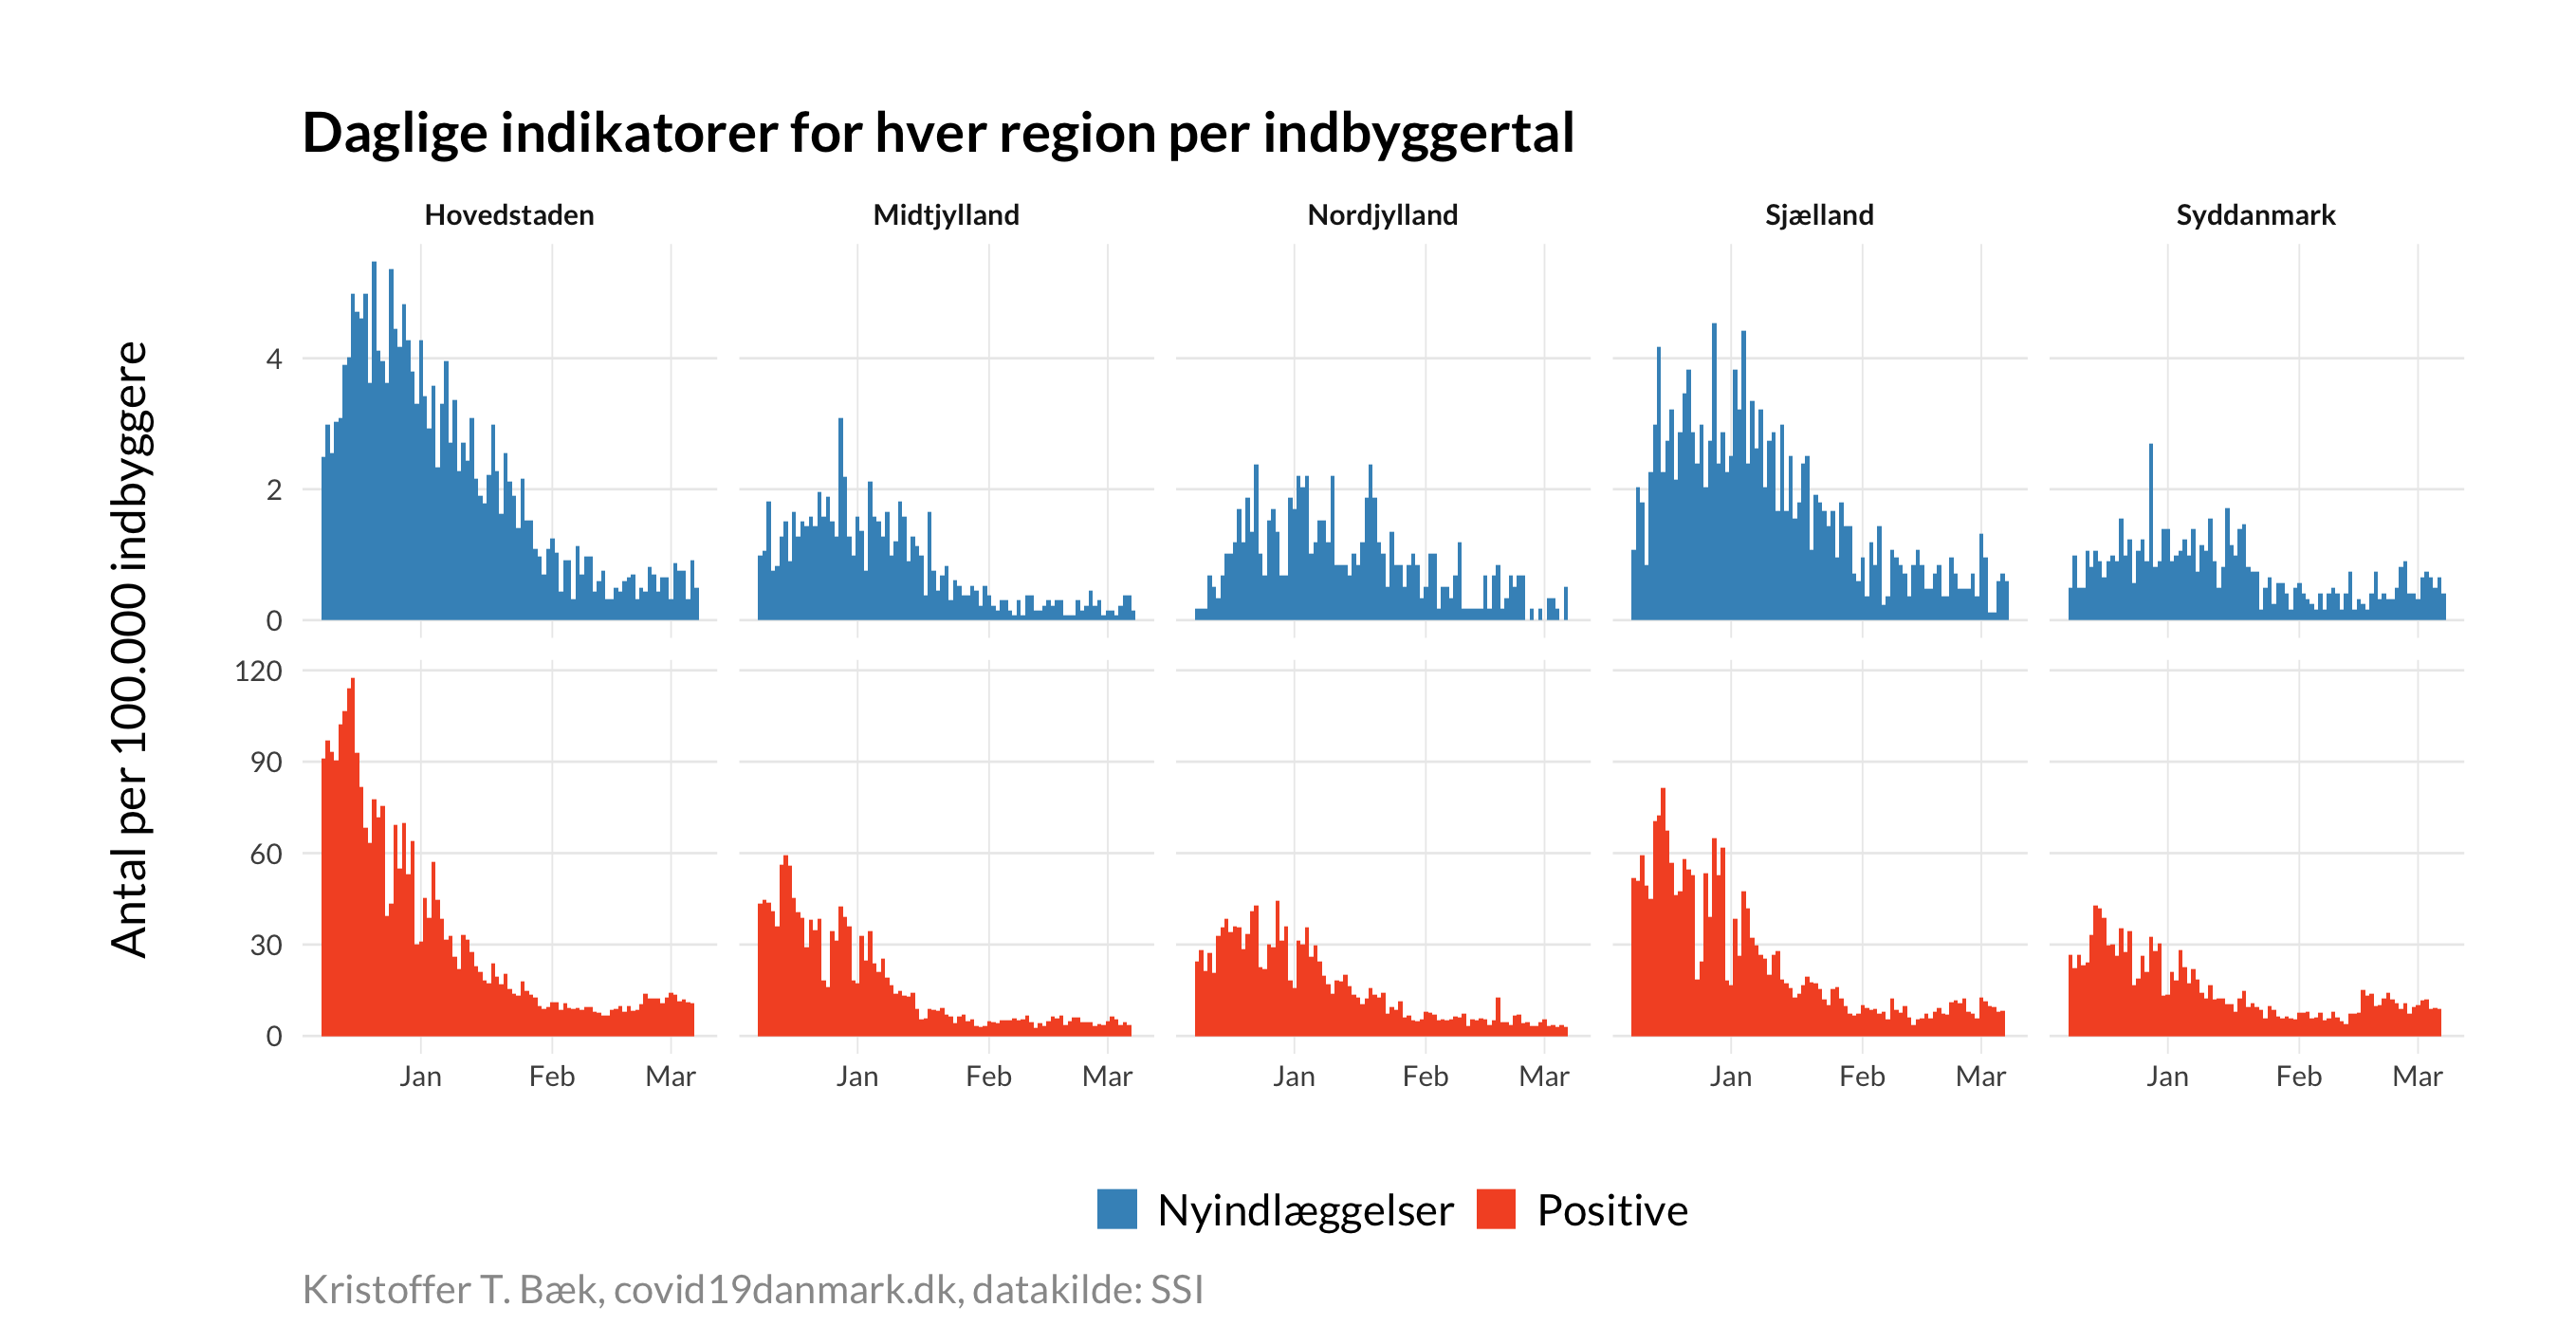 Daglige indikatorer for hver region per indbyggertal
Hovedstaden Midtjylland Nordjylland Sjælland Syddanmark
Antal per 100.000 indbyggere
4
2
0
120
90
60
30
0
Jan Feb Mar Jan Feb Mar Jan Feb Mar Jan Feb Mar Jan Feb Mar
Nyindlæggelser Positive
Kristoffer T. Bæk, covid19danmark.dk, datakilde: SSI